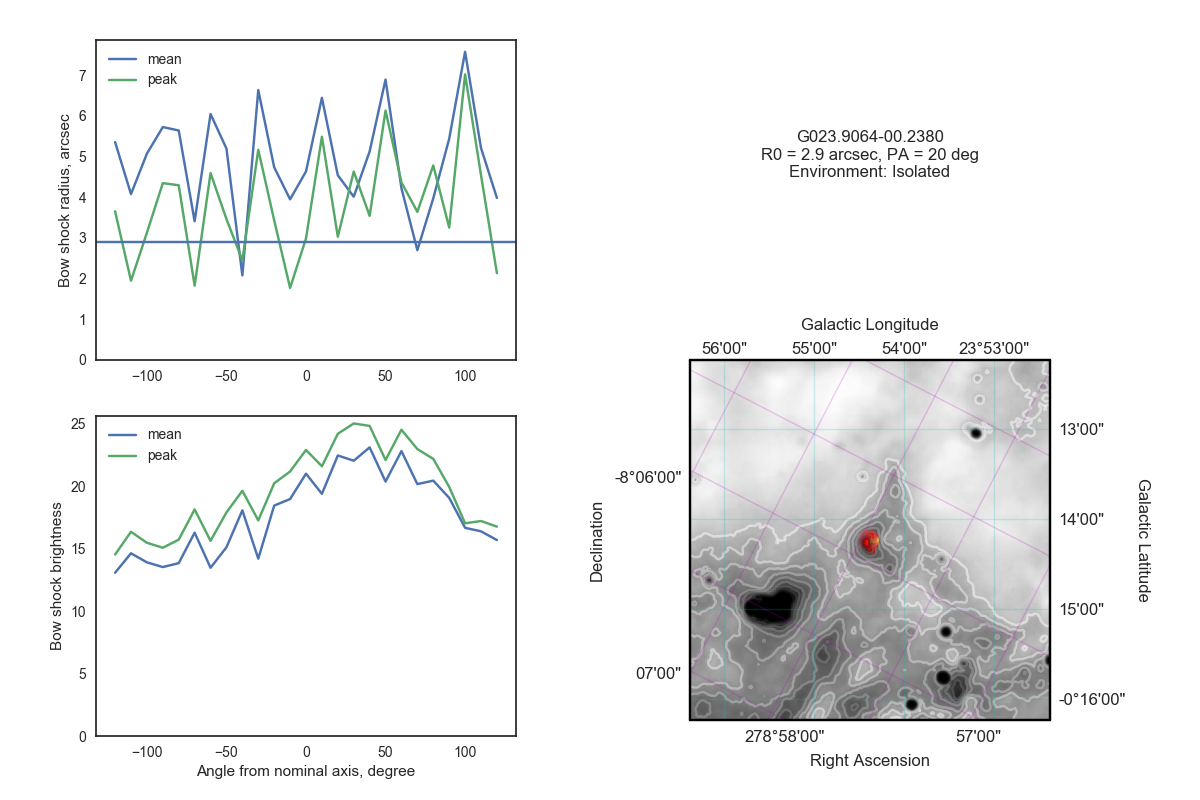 mean
peak
Bow shock radius, arcsec
7
6
5
4
3
2
1
0
−100
−50
0
50
100
mean
peak
Bow shock brightness
25
20
15
10
5
0
−100
−50
0
50
100
Angle from nominal axis, degree
G023.9064-00.2380
R0 = 2.9 arcsec, PA = 20 deg
Environment: Isolated
Galactic Longitude
56'00"
55'00"
54'00"
23°53'00"
13'00"
14'00"
15'00"
-0°16'00"
Galactic Latitude
-8°06'00"
07'00"
Declination
278°58'00"
57'00"
Right Ascension